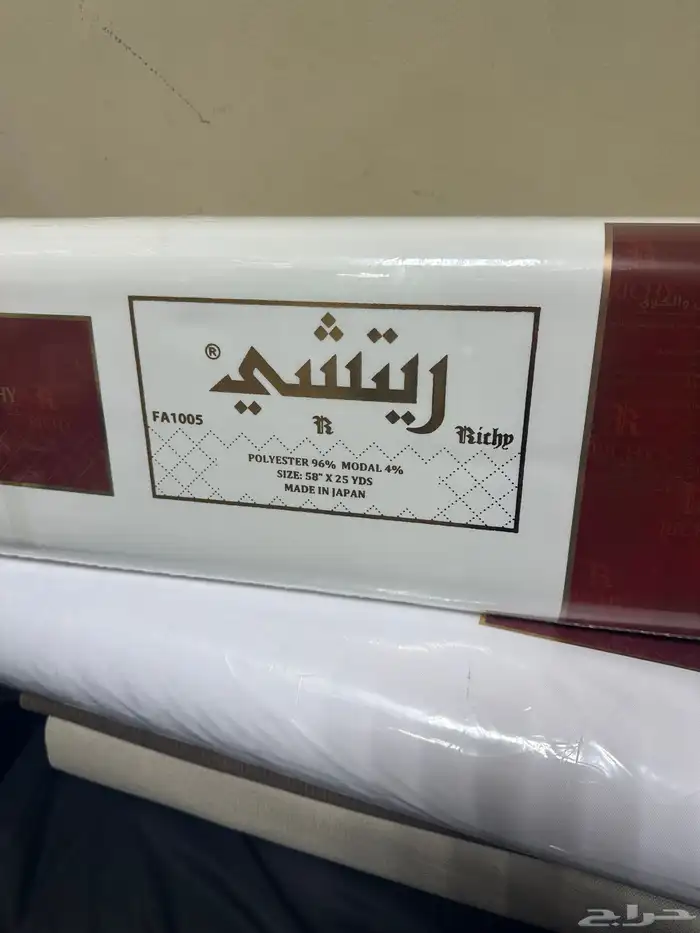 ريتشي
®
FA1005
R
Richy
POLYESTER 96% MODAL 4%
SIZE: 58" X 25 YDS
MADE IN JAPAN
حراج